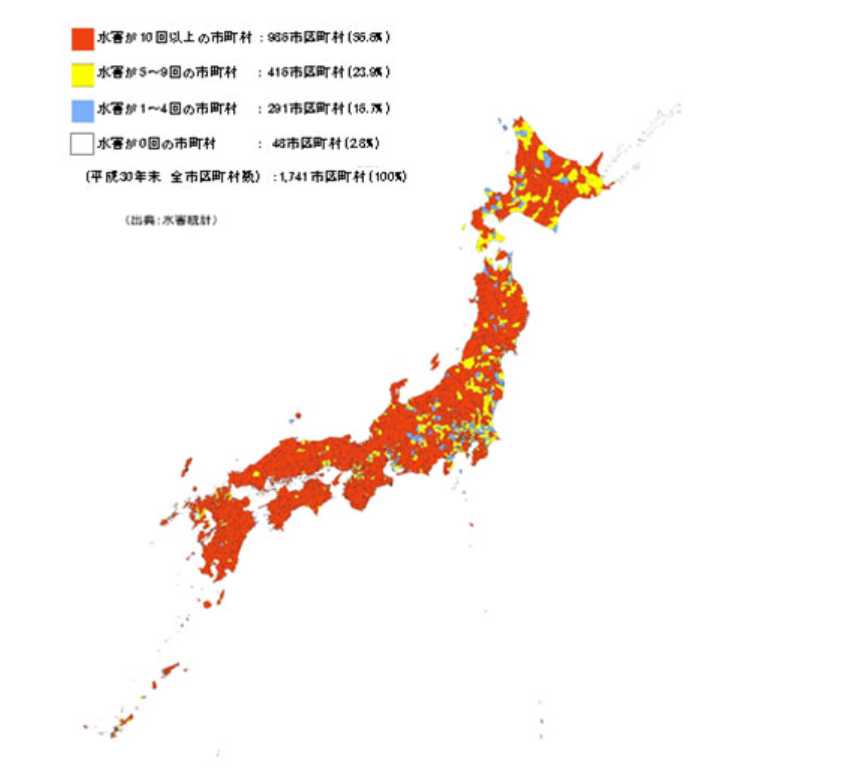 水害が10回以上の市町村 : 986市区町村(56.6%)
水害が5～9回の市町村 : 416市区町村(23.9%)
水害が1～4回の市町村 : 291市区町村(16.7%)
水害が0回の市町村 : 48市区町村(2.8%)
(平成30年末 全市区町村数) :1,741市区町村(100%)
（出典:水害統計）